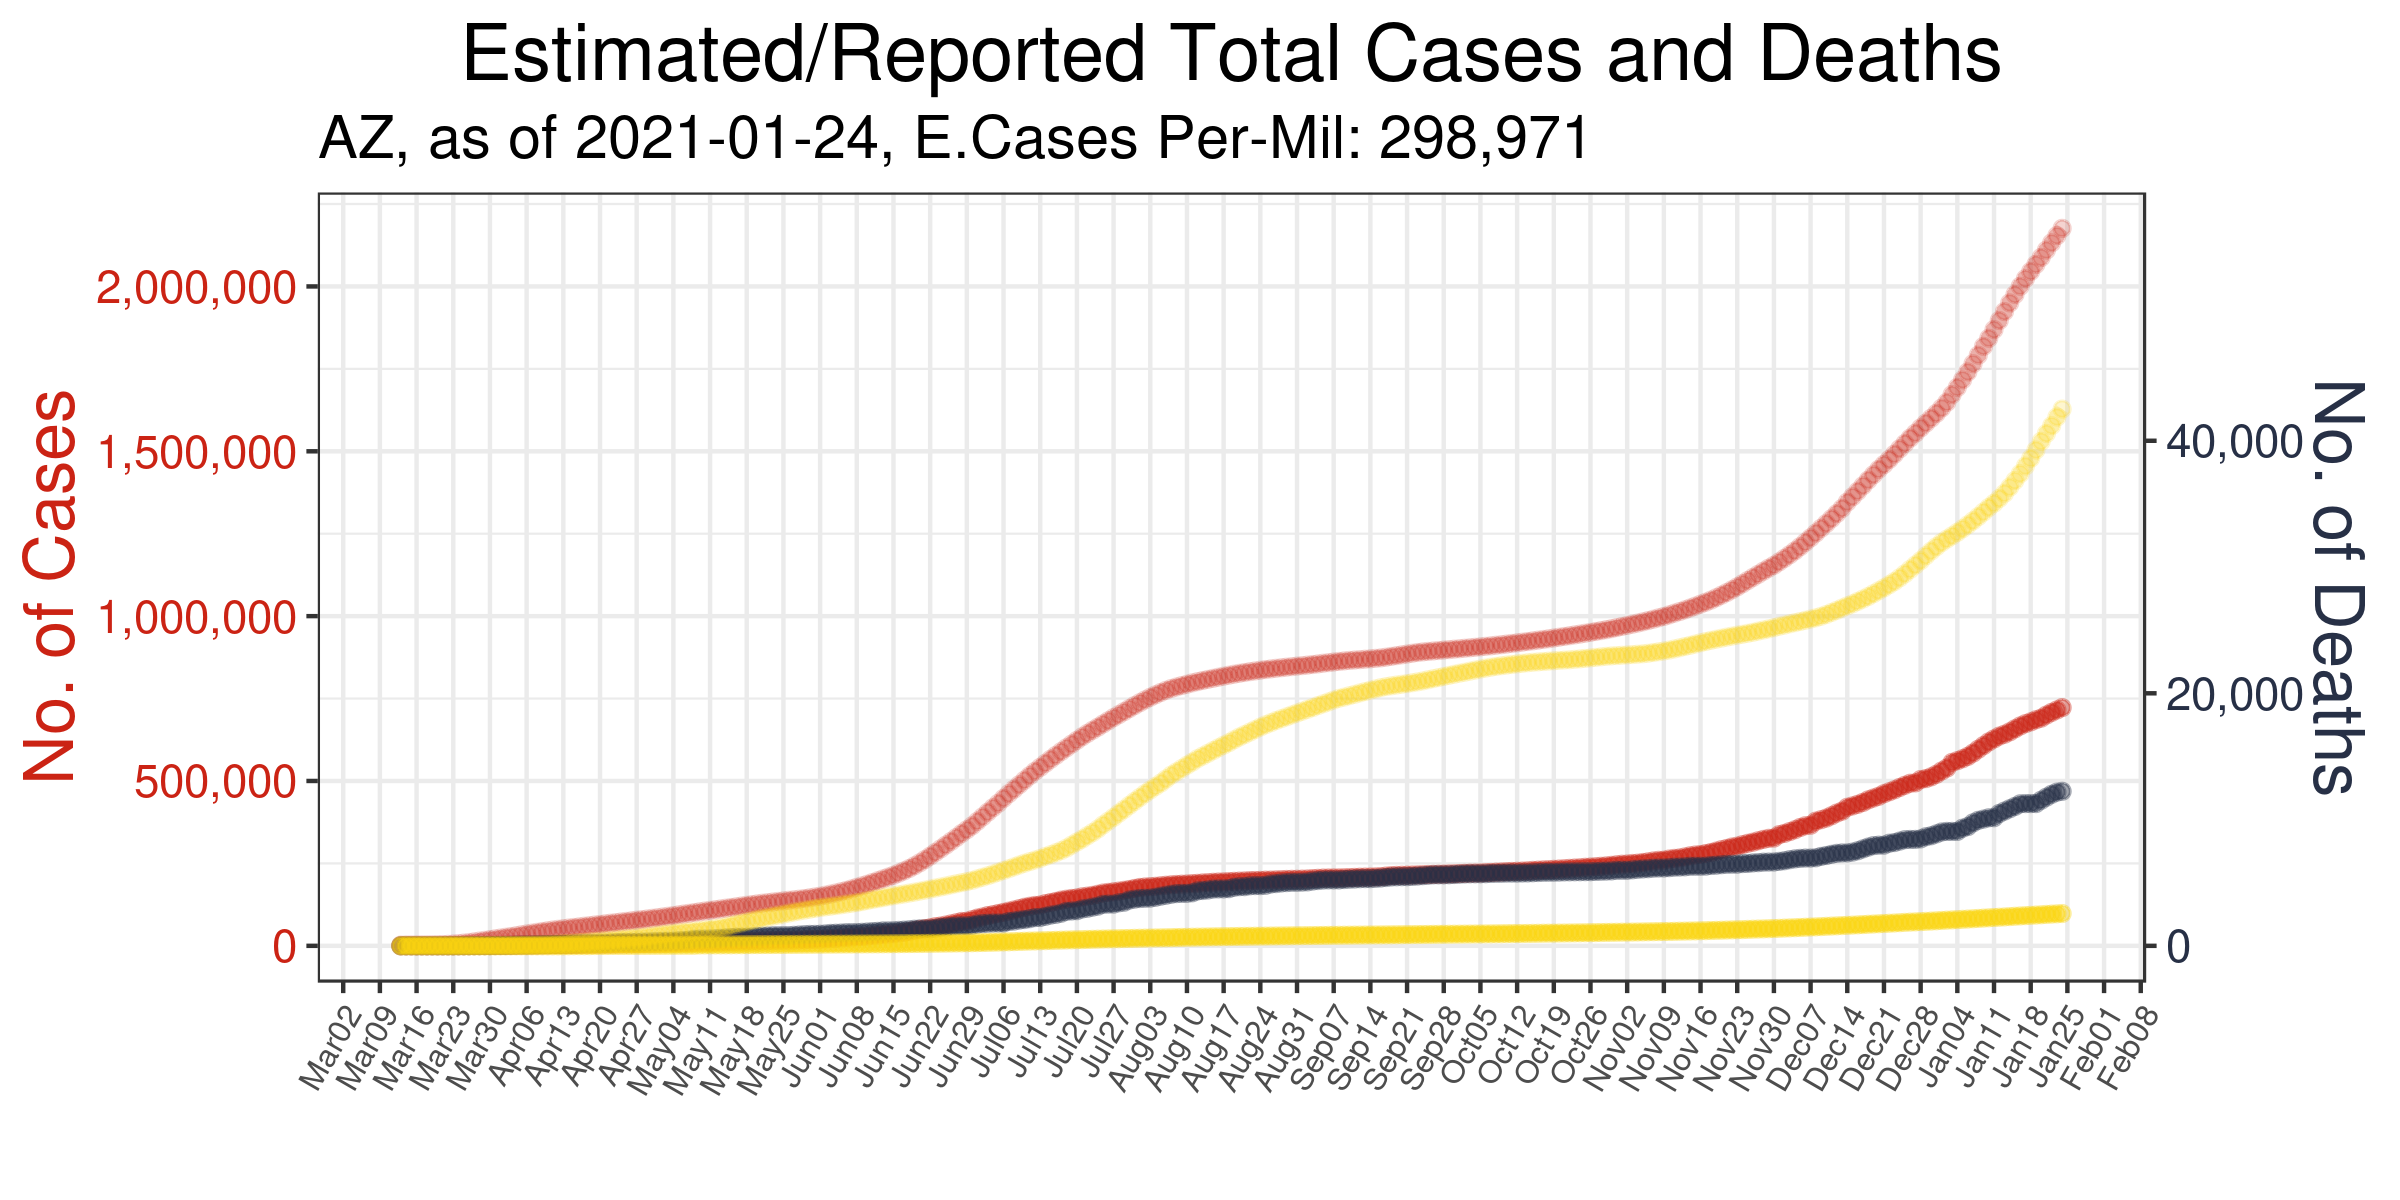 Estimated/Reported Total Cases and Deaths
AZ, as of 2021-01-24, E.Cases Per-Mil: 298,971
No. of Cases
2,000,000
1,500,000
1,000,000
500,000
0
40,000
20,000
0
No. of Deaths
Mar02 Mar09 Mar16 Mar23 Mar30 Apr06 Apr13 Apr20 Apr27 May04 May11 May18 May25 Jun01 Jun08 Jun15 Jun22 Jun29 Jul06 Jul13 Jul20 Jul27 Aug03 Aug10 Aug17 Aug24 Aug31 Sep07 Sep14 Sep21 Sep28 Oct05 Oct12 Oct19 Oct26 Nov02 Nov09 Nov16 Nov23 Nov30 Dec07 Dec14 Dec21 Dec28 Jan04 Jan11 Jan18 Jan25 Feb01 Feb08